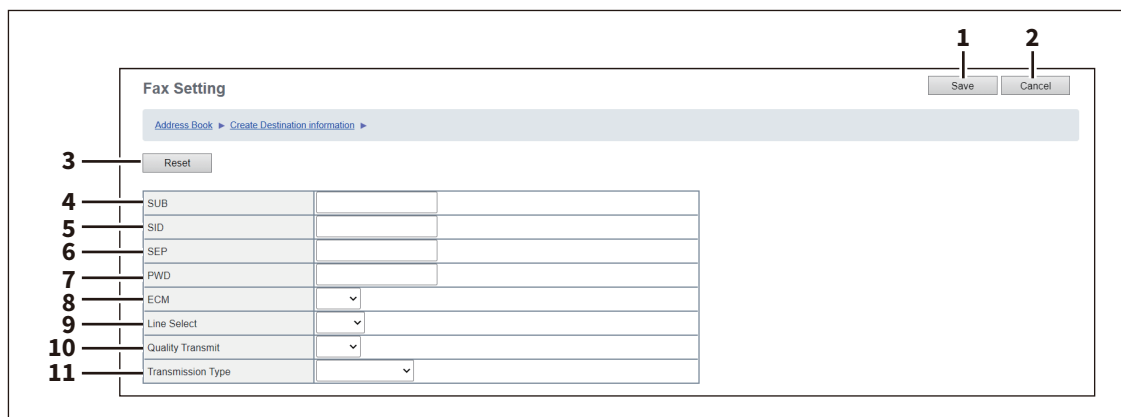 1 2
Fax Setting Save Cancel
Address Book ► Create Destination information ►
3 Reset
4 SUB
5 SID
6 SEP
7 PWD
8 ECM
9 Line Select
10 Quality Transmit
11 Transmission Type